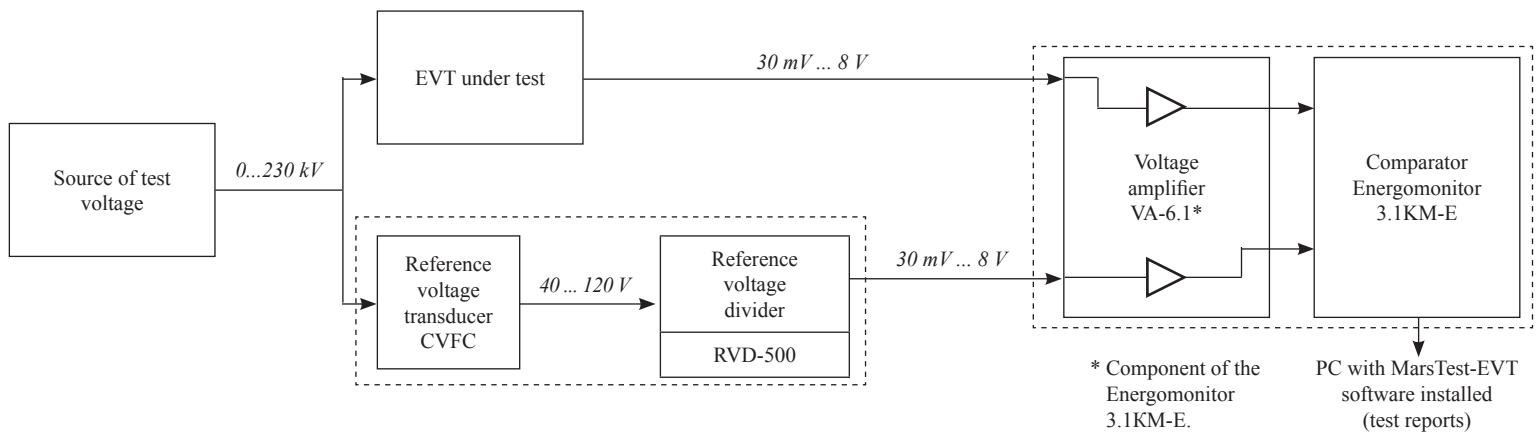 Source of test
voltage
0...230 kV
EVT under test
30 mV ... 8 V
Reference
voltage
transducer
CVFC
40 ... 120 V
Reference
voltage
divider
RVD-500
30 mV ... 8 V
Voltage
amplifier
VA-6.1*
Comparator
Energomonitor
3.1KM-E
* Component of the
Energomonitor
3.1KM-E.
PC with MarsTest-EVT
software installed
(test reports)